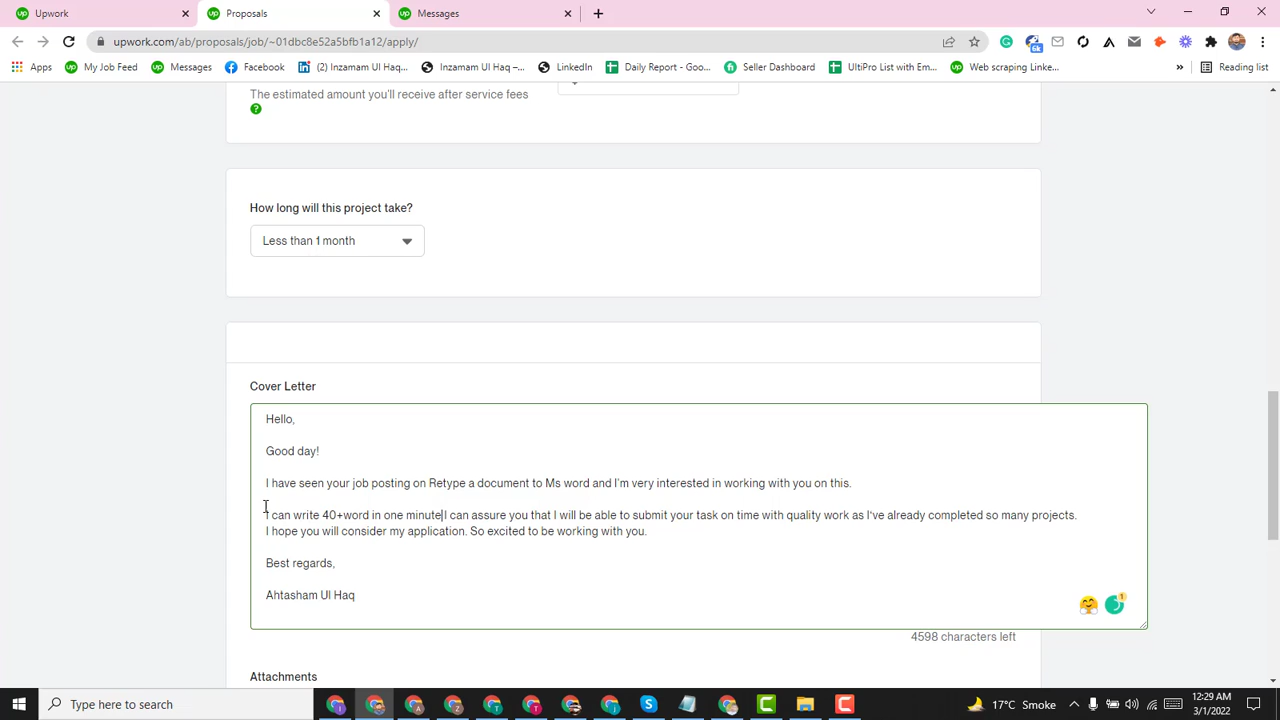 Upwork
Proposals
Messages
upwork.com/ab/proposals/job/~01dbc8e52a5bfb1a12/apply/
6k
Apps
My Job Feed
Messages
Facebook
(2) Inzamam Ul Haq...
Inzamam Ul Haq –...
LinkedIn
Daily Report - Goo...
Seller Dashboard
UltiPro List with Em...
Web scraping Linke...
»
Reading list
The estimated amount you'll receive after service fees
?
How long will this project take?
Less than 1 month
Cover Letter
Hello,
Good day!
I have seen your job posting on Retype a document to Ms word and I'm very interested in working with you on this.
I can write 40+word in one minute I can assure you that I will be able to submit your task on time with quality work as I've already completed so many projects.
I hope you will consider my application. So excited to be working with you.
Best regards,
Ahtasham Ul Haq
1
4598 characters left
Attachments
Type here to search
17°C Smoke
12:29 AM
3/1/2022